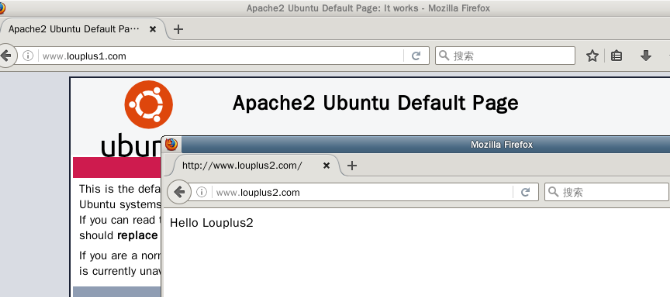 Apache2 Ubuntu Default Page: It works - Mozilla Firefox
Apache2 Ubuntu Default Pa···
www.louplus1.com
搜索
Apache2 Ubuntu Default Page
Mozilla Firefox
This is the defa
Ubuntu systems
If you can read
should replace
If you are a norm
is currently unav
http://www.louplus2.com/
www.louplus2.com
搜索
Hello Louplus2